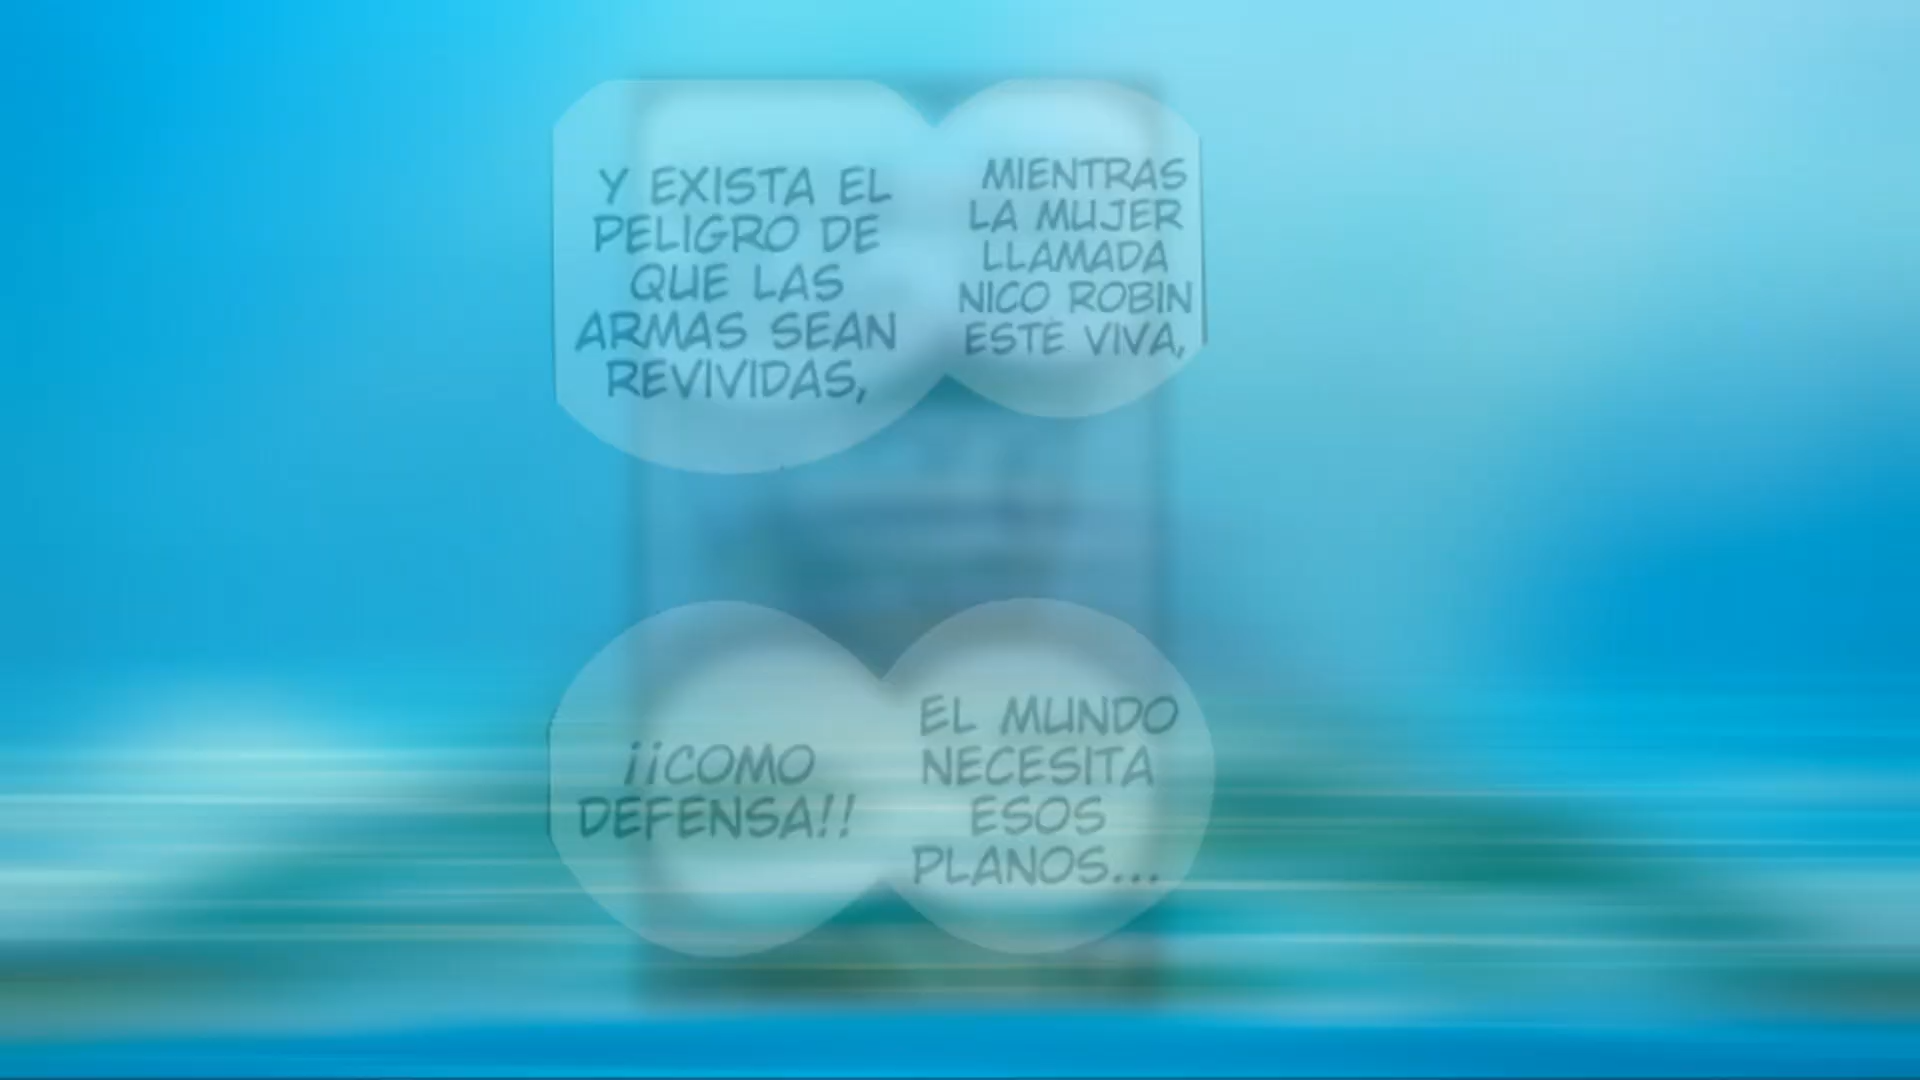 MIENTRAS
LA MUJER
LLAMADA
NICO ROBIN
ESTÉ VIVA,
Y EXISTA EL
PELIGRO DE
QUE LAS
ARMAS SEAN
REVIVIDAS,
EL MUNDO
NECESITA
ESOS
PLANOS...
¡¡COMO
DEFENSA!!